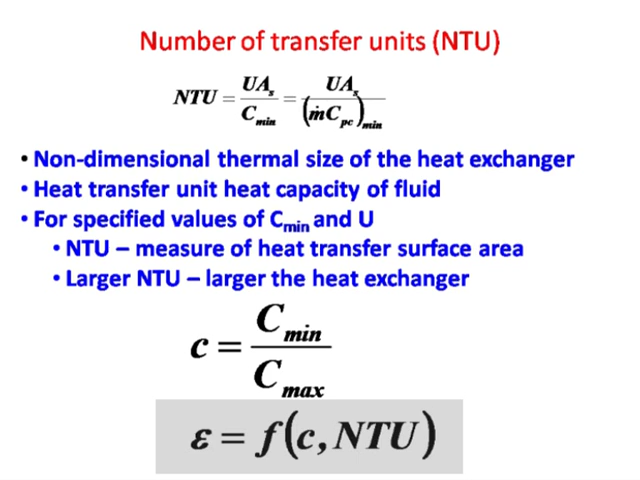 Number of transfer units (NTU)
NTU = UA_s / C_min = UA_s / (ṁC_pc)_min
• Non-dimensional thermal size of the heat exchanger
• Heat transfer unit heat capacity of fluid
• For specified values of C_min and U
• NTU – measure of heat transfer surface area
• Larger NTU – larger the heat exchanger
c = C_min / C_max
ε = f(c, NTU)